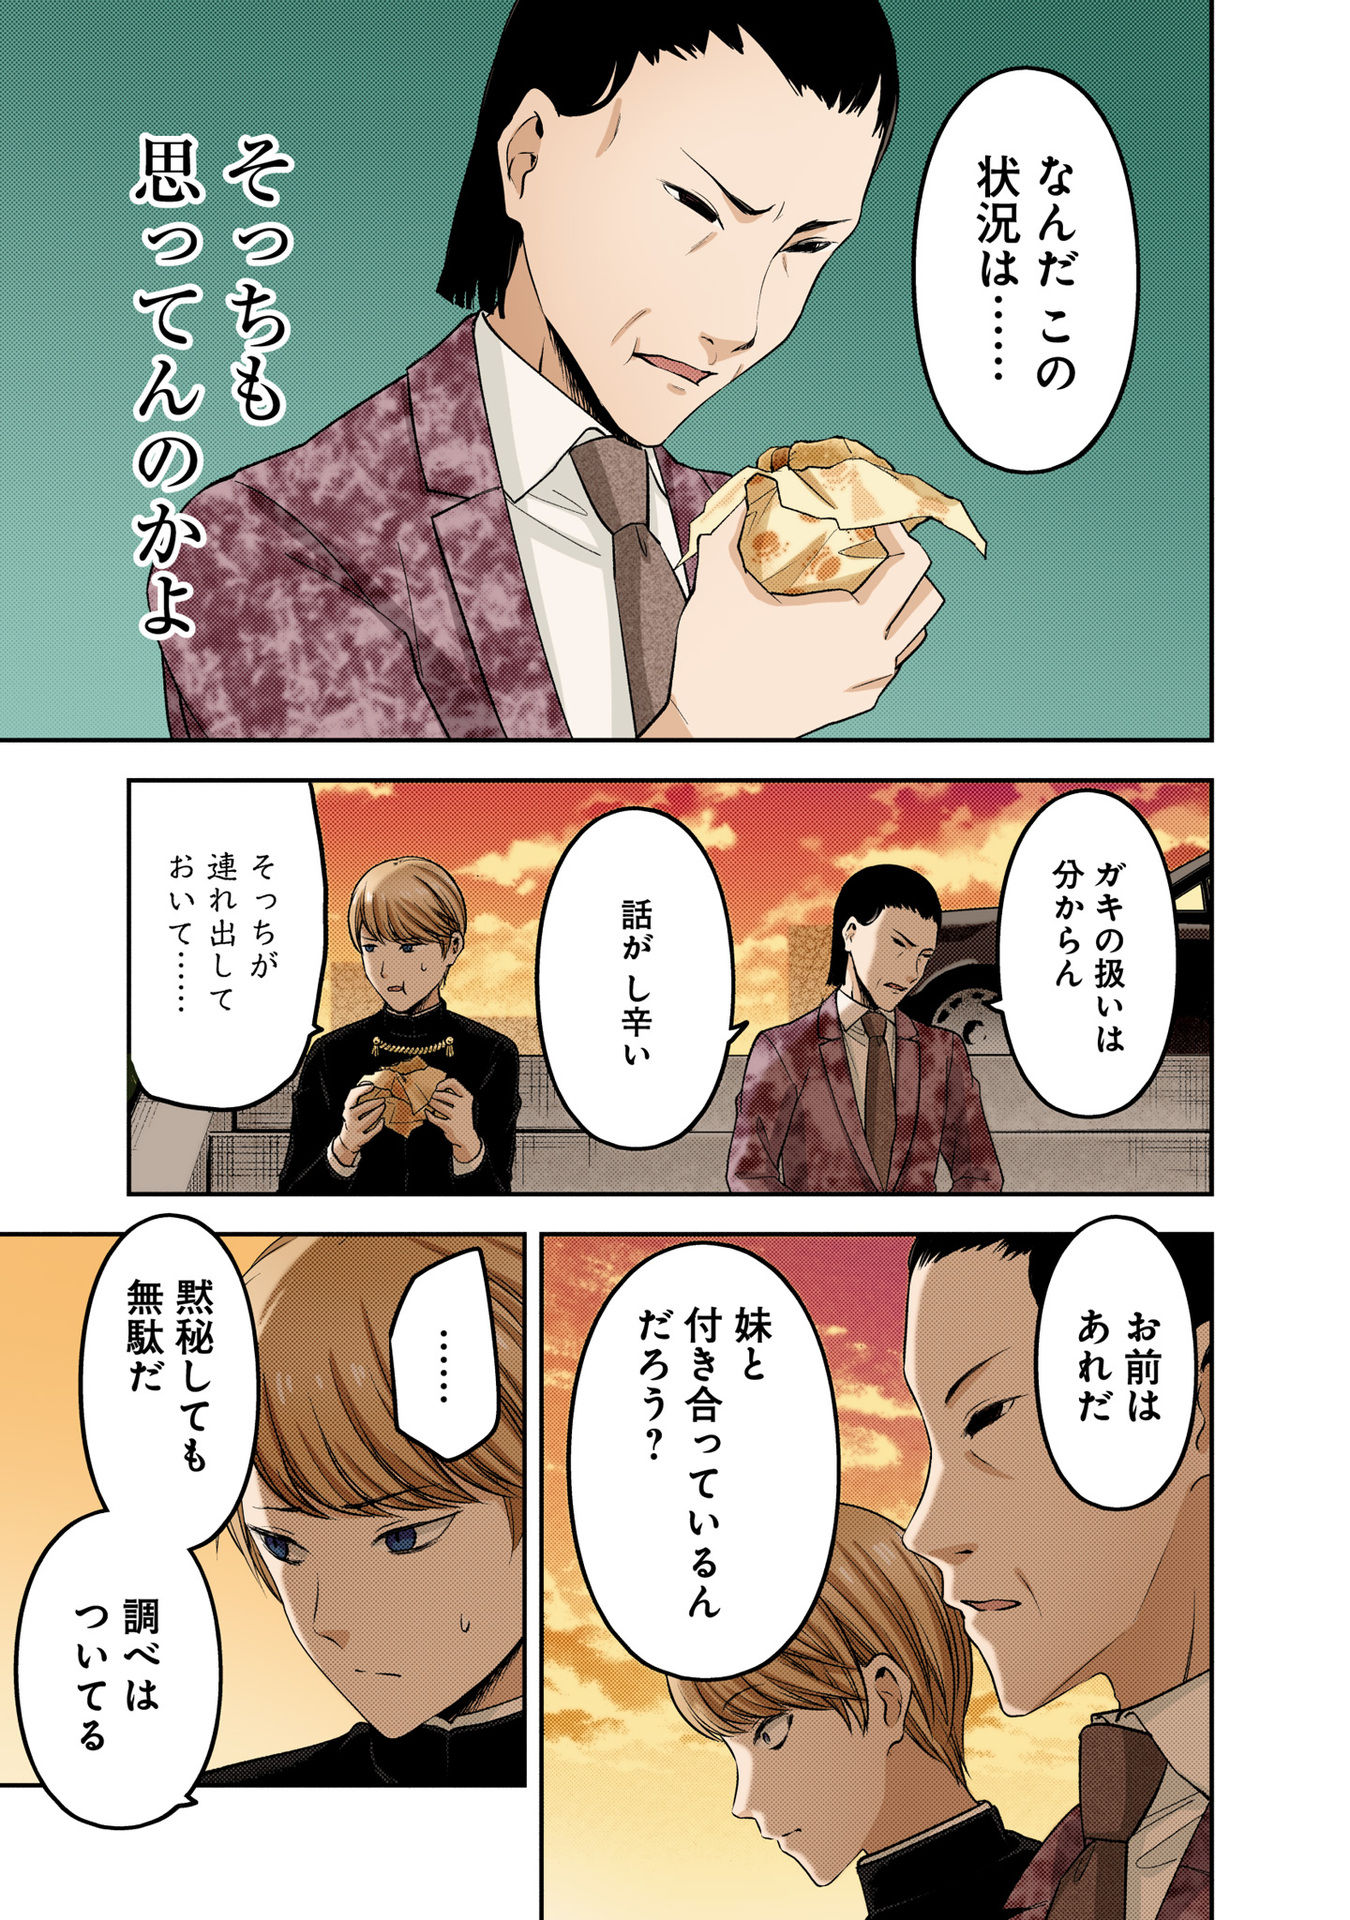 なんだ この
状況は……
そっちも
思ってんのかよ
ガキの扱いは
分からん
話がし辛い
そっちが
連れ出して
おいて……
お前は
あれだ
妹と
付き合っているん
だろう？
……
黙秘しても
無駄だ
調べは
ついてる